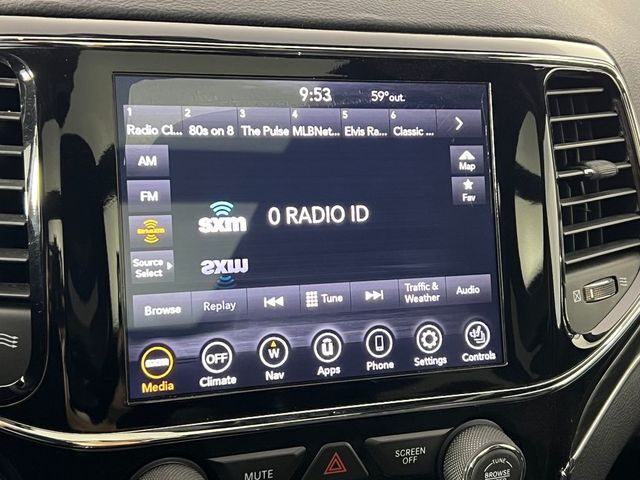 9:53 59° out.
1 2 3 4 5 6
Radio Cl... 80s on 8 The Pulse MLBNet... Elvis Ra... Classic ...
AM
FM
SiriusXM
Source
Select
Map
Fav
sxm
0 RADIO ID
Browse Replay Tune Traffic &
Weather Audio
Media OFF
Climate W
Nav Apps Phone Settings Controls
MUTE
SCREEN
OFF
TUNE
BROWSE